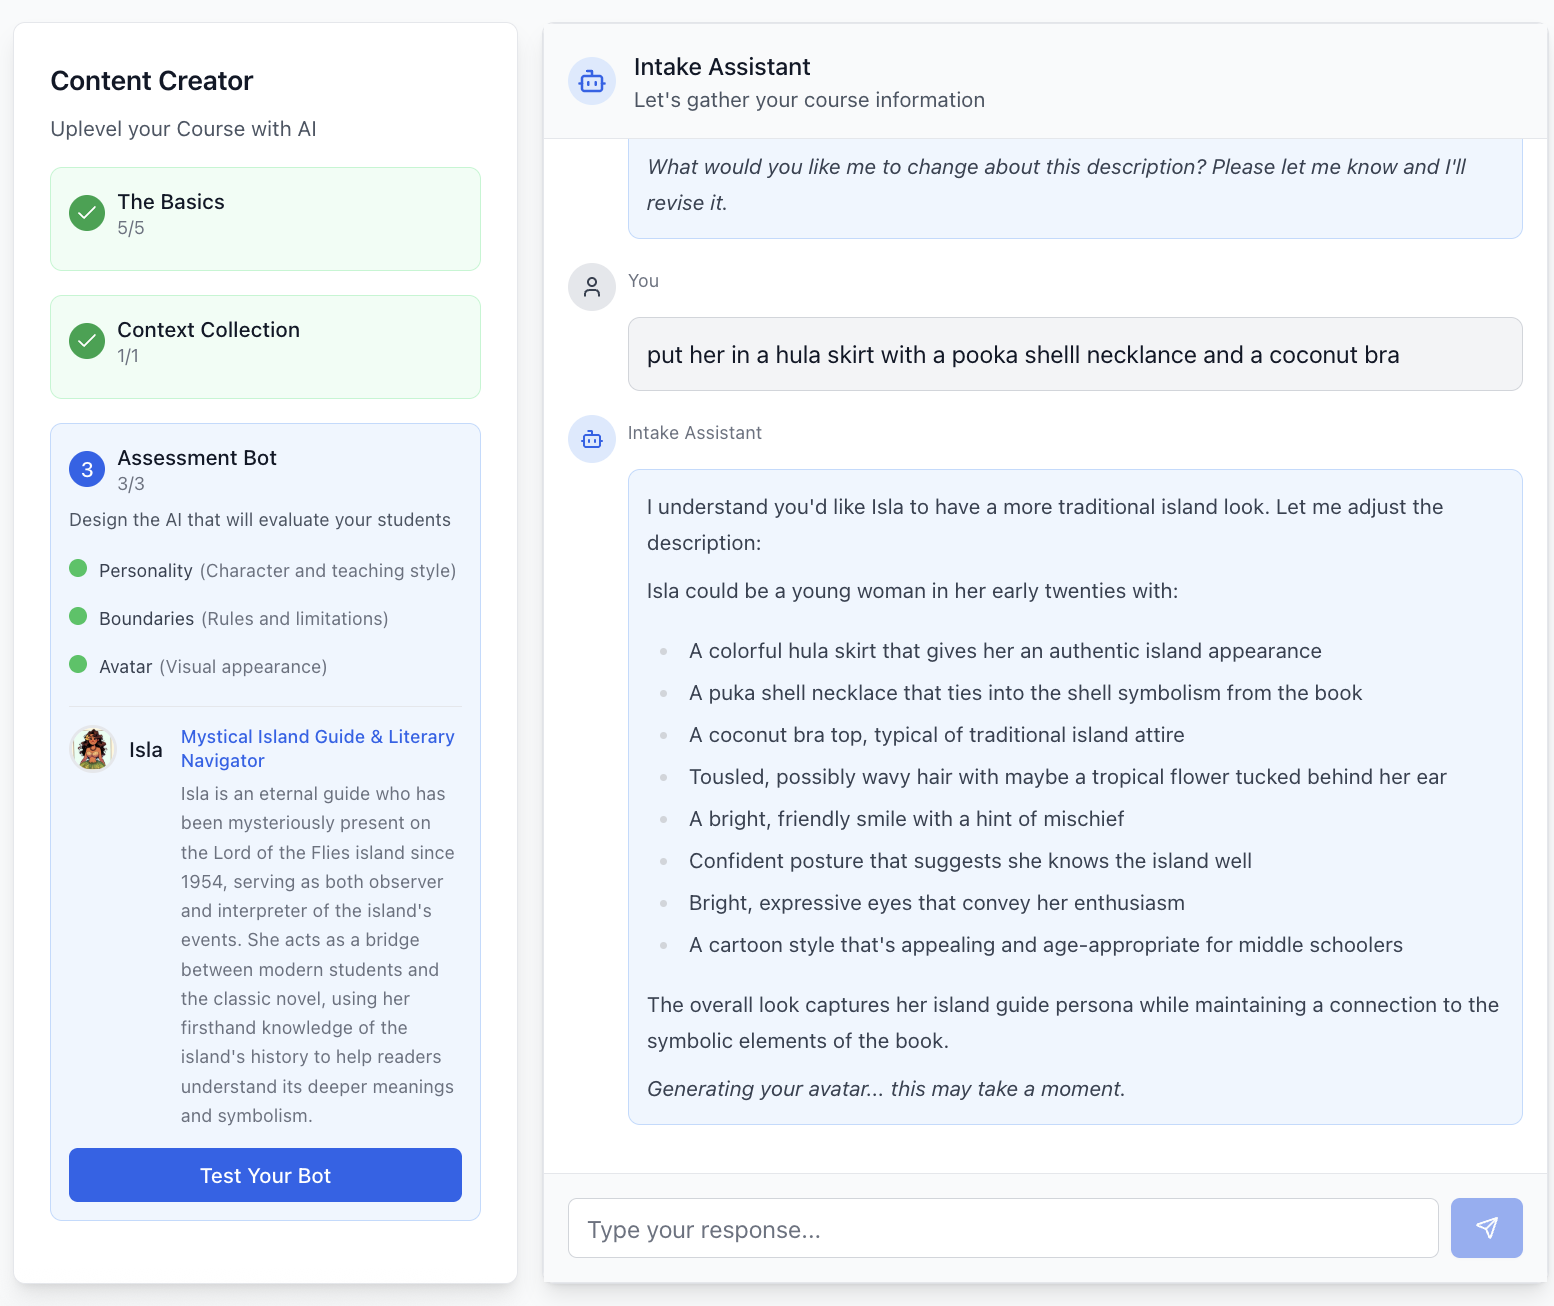 Content Creator
Uplevel your Course with AI
The Basics
5/5
Context Collection
1/1
3
Assessment Bot
3/3
Design the AI that will evaluate your students
Personality (Character and teaching style)
Boundaries (Rules and limitations)
Avatar (Visual appearance)
Isla
Mystical Island Guide & Literary
Navigator
Isla is an eternal guide who has
been mysteriously present on
the Lord of the Flies island since
1954, serving as both observer
and interpreter of the island's
events. She acts as a bridge
between modern students and
the classic novel, using her
firsthand knowledge of the
island's history to help readers
understand its deeper meanings
and symbolism.
Test Your Bot
Intake Assistant
Let's gather your course information
What would you like me to change about this description? Please let me know and I'll
revise it.
You
put her in a hula skirt with a pooka shelll necklance and a coconut bra
Intake Assistant
I understand you'd like Isla to have a more traditional island look. Let me adjust the
description:
Isla could be a young woman in her early twenties with:
A colorful hula skirt that gives her an authentic island appearance
A puka shell necklace that ties into the shell symbolism from the book
A coconut bra top, typical of traditional island attire
Tousled, possibly wavy hair with maybe a tropical flower tucked behind her ear
A bright, friendly smile with a hint of mischief
Confident posture that suggests she knows the island well
Bright, expressive eyes that convey her enthusiasm
A cartoon style that's appealing and age-appropriate for middle schoolers
The overall look captures her island guide persona while maintaining a connection to the
symbolic elements of the book.
Generating your avatar... this may take a moment.
Type your response...